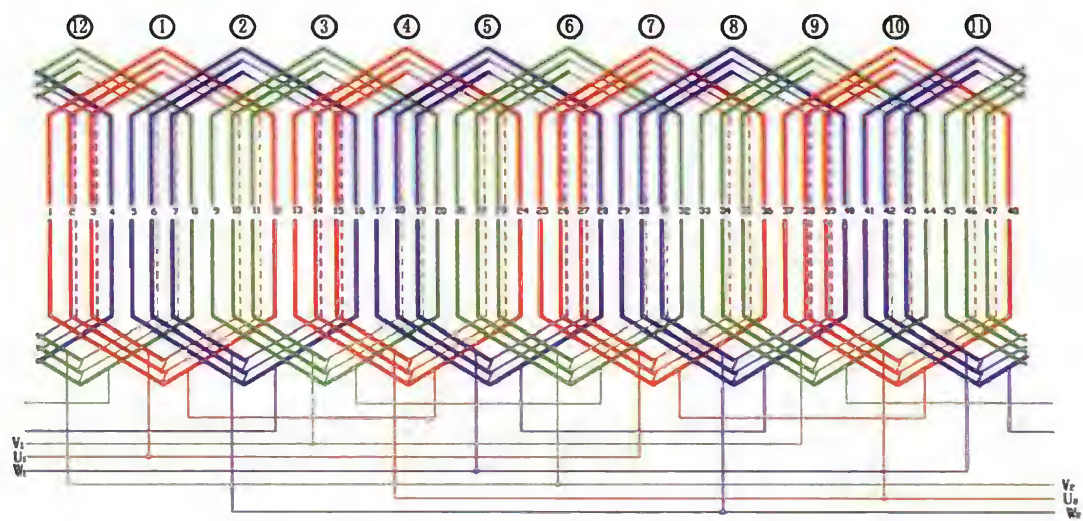 ⑫ ① ② ③ ④ ⑤ ⑥ ⑦ ⑧ ⑨ ⑩ ⑪
1 2 3 4 5 6 7 8 9 10 11 13 14 15 16 17 18 19 20 24 25 26 27 28 29 30 32 33 34 36 37 38 39 40 41 42 43 44 45 46 47 48
V₁
U₁
W₁
V₂